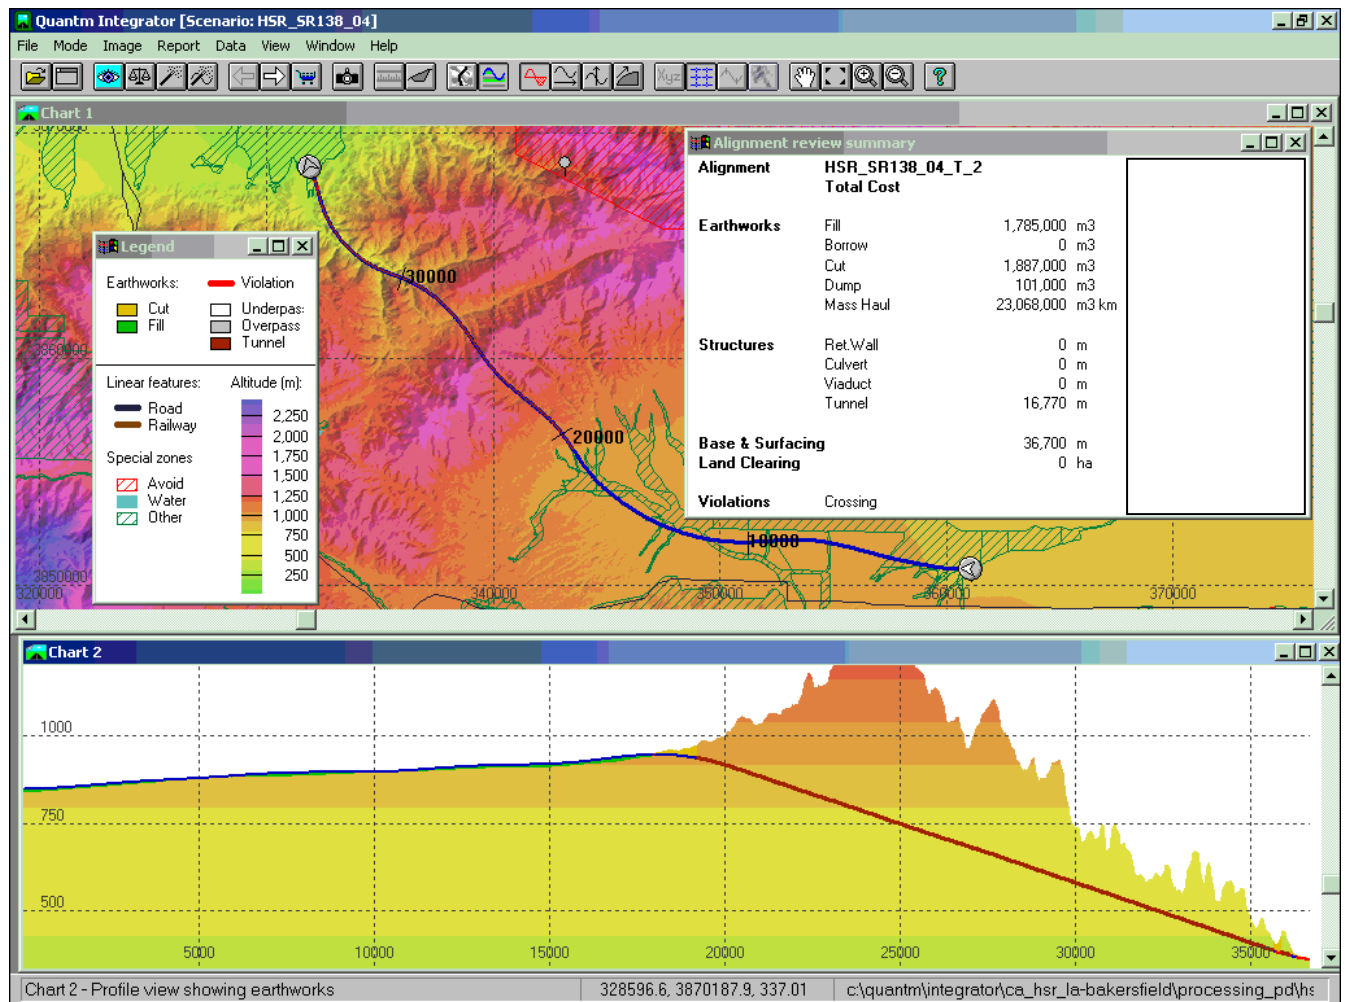 Quantm Integrator [Scenario: HSR_SR138_04]
File Mode Image Report Data View Window Help
Xyz
Chart 1
3870000
30000
3360000
20000
10000
3850000
320000 340000 350000 360000 370000
Legend
Earthworks: Violation
Cut Underpas:
Fill Overpass
Tunnel
Linear features: Altitude (m):
Road
Railway 2,250
2,000
Special zones 1,750
Avoid 1,500
Water 1,250
Other 1,000
750
500
250
Alignment review summary
Alignment HSR_SR138_04_T_2
Total Cost
Earthworks Fill 1,785,000 m3
Borrow 0 m3
Cut 1,887,000 m3
Dump 101,000 m3
Mass Haul 23,068,000 m3 km
Structures Ret.Wall 0 m
Culvert 0 m
Viaduct 0 m
Tunnel 16,770 m
Base & Surfacing 36,700 m
Land Clearing 0 ha
Violations Crossing
Chart 2
1000
750
500
5000 10000 15000 20000 25000 30000 35000
Chart 2 - Profile view showing earthworks 328596.6, 3870187.9, 337.01 c:\quantm\integrator\ca_hsr_la-bakersfield\processing_pd\hs